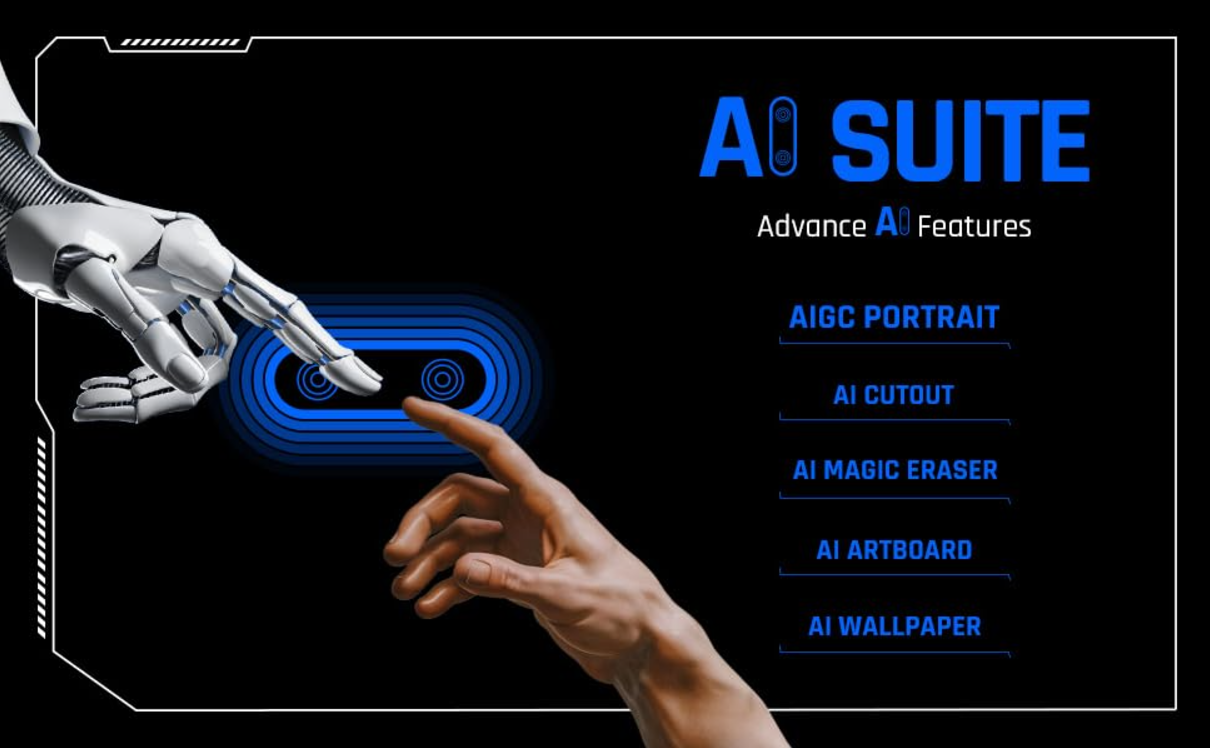 AI SUITE
Advance AI Features
AIGC PORTRAIT
AI CUTOUT
AI MAGIC ERASER
AI ARTBOARD
AI WALLPAPER